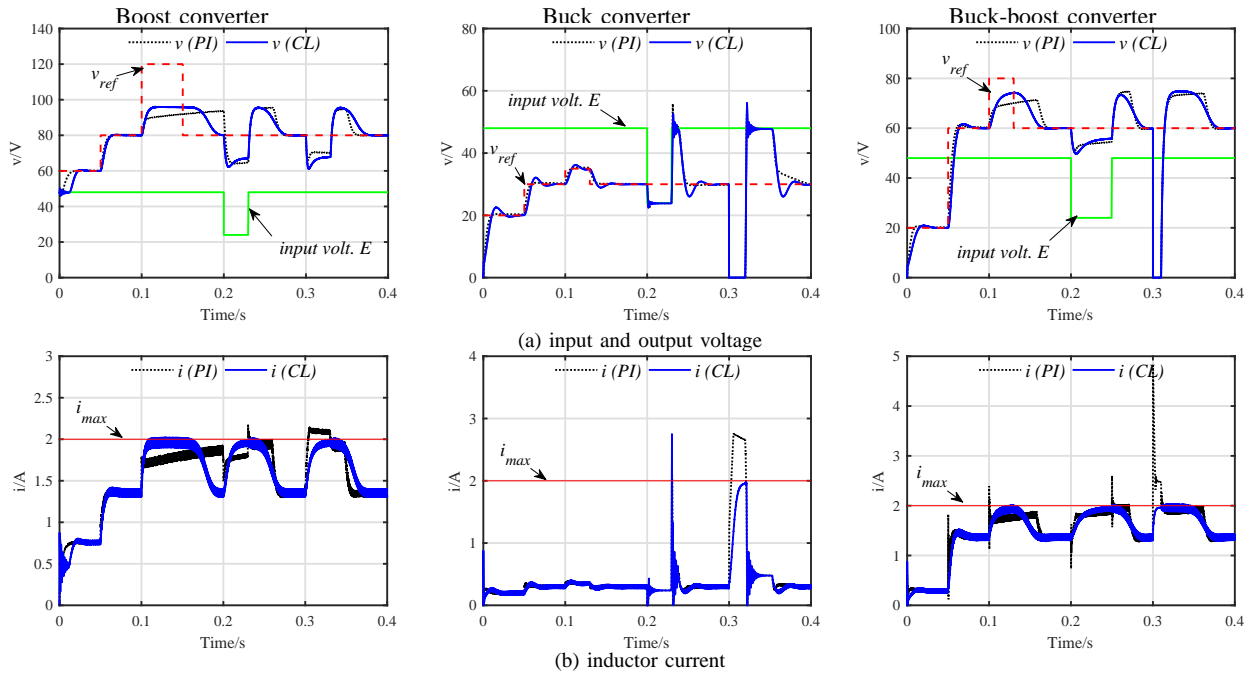 Boost converter
Buck converter
Buck-boost converter
140
120
100
80
60
40
20
0
v/V
v (PI)
v (CL)
v_ref
input volt. E
0
0.1
0.2
0.3
0.4
Time/s
100
80
60
40
20
0
v/V
v (PI)
v (CL)
input volt. E
v_ref
0
0.1
0.2
0.3
0.4
Time/s
100
80
60
40
20
0
v/V
v (PI)
v (CL)
v_ref
input volt. E
0
0.1
0.2
0.3
0.4
Time/s
(a) input and output voltage
3
2.5
2
1.5
1
0.5
0
i/A
i (PI)
i (CL)
i_max
0
0.1
0.2
0.3
0.4
Time/s
4
3
2
1
0
i/A
i (PI)
i (CL)
i_max
0
0.1
0.2
0.3
0.4
Time/s
5
4
3
2
1
0
i/A
i (PI)
i (CL)
i_max
0
0.1
0.2
0.3
0.4
Time/s
(b) inductor current